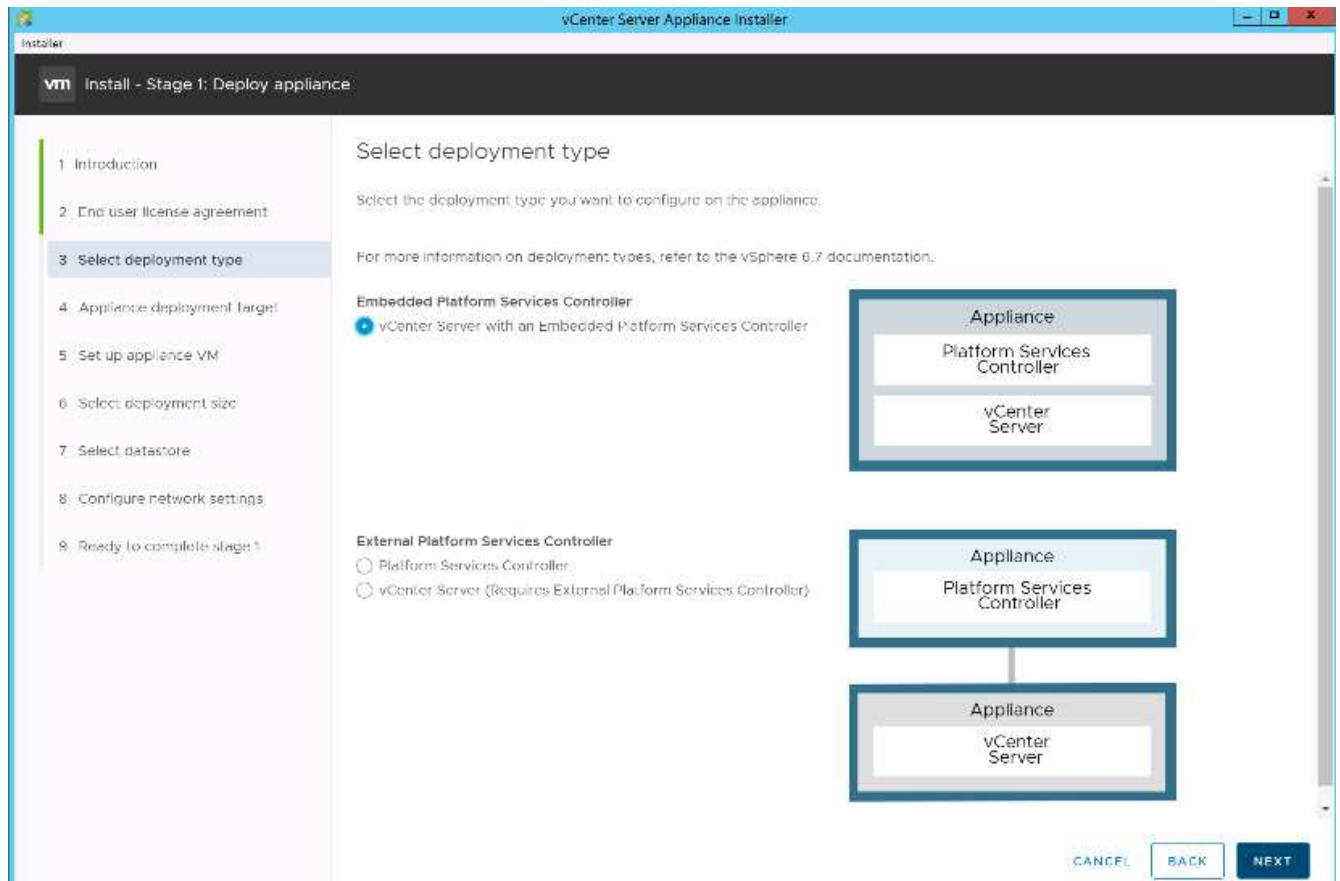 vCenter Server Appliance Installer
Installer
vm Install - Stage 1: Deploy appliance
1 Introduction
2 End user license agreement
3 Select deployment type
4 Appliance deployment target
5 Set up appliance VM
6 Select deployment size
7 Select datastore
8 Configure network settings
9 Ready to complete stage 1
Select deployment type
Select the deployment type you want to configure on the appliance.
For more information on deployment types, refer to the vSphere 6.7 documentation.
Embedded Platform Services Controller
vCenter Server with an Embedded Platform Services Controller
Appliance
Platform Services
Controller
vCenter
Server
External Platform Services Controller
Platform Services Controller
vCenter Server (Requires External Platform Services Controller)
Appliance
Platform Services
Controller
Appliance
vCenter
Server
CANCEL
BACK
NEXT